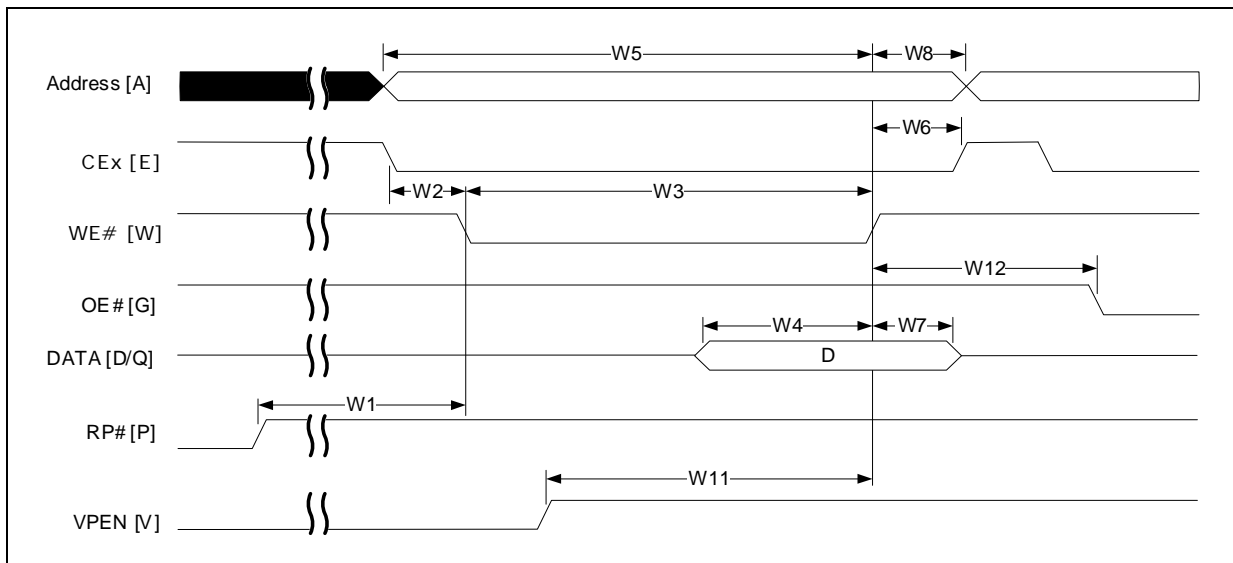 W5
W8
Address [A]
W6
CEx [E]
W2
W3
WE# [W]
W12
OE# [G]
W4
W7
DATA [D/Q]
D
W1
RP# [P]
W11
VPEN [V]